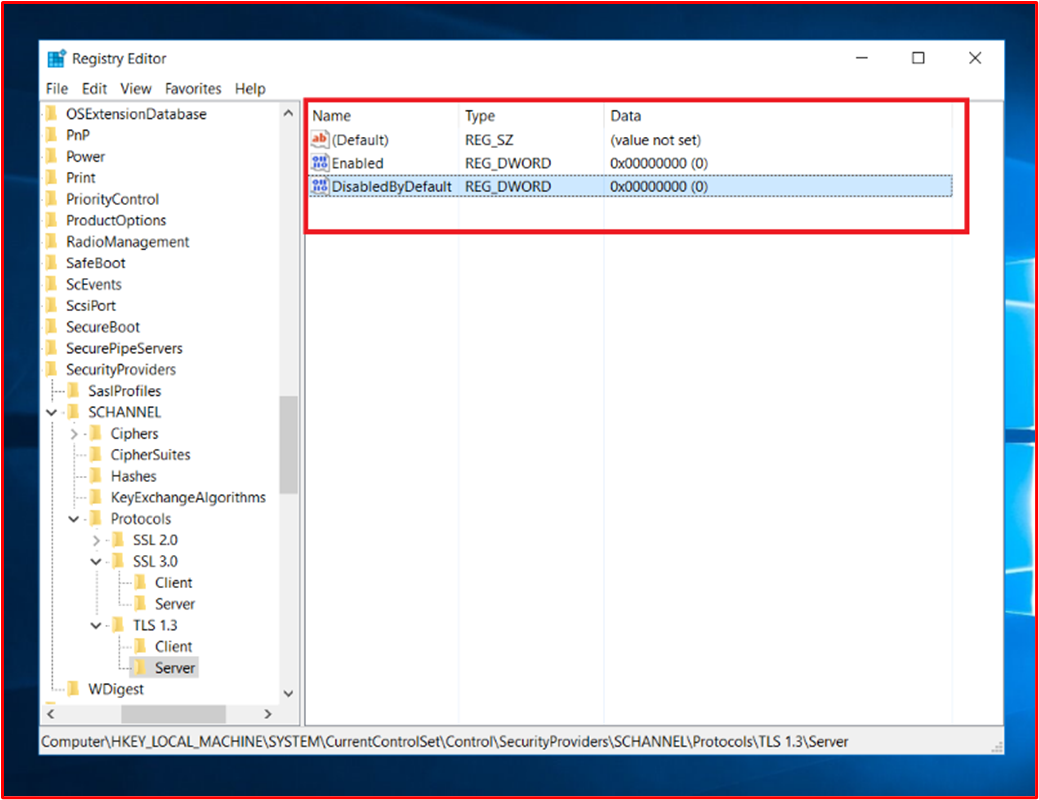 Registry Editor
File Edit View Favorites Help
OSExtensionDatabase
PnP
Power
Print
PriorityControl
ProductOptions
RadioManagement
SafeBoot
ScEvents
ScsiPort
SecureBoot
SecurePipeServers
SecurityProviders
SaslProfiles
SCHANNEL
Ciphers
CipherSuites
Hashes
KeyExchangeAlgorithms
Protocols
SSL 2.0
SSL 3.0
Client
Server
TLS 1.3
Client
Server
WDigest
Name Type Data
ab (Default) REG_SZ (value not set)
Enabled REG_DWORD 0x00000000 (0)
DisabledByDefault REG_DWORD 0x00000000 (0)
Computer\HKEY_LOCAL_MACHINE\SYSTEM\CurrentControlSet\Control\SecurityProviders\SCHANNEL\Protocols\TLS 1.3\Server